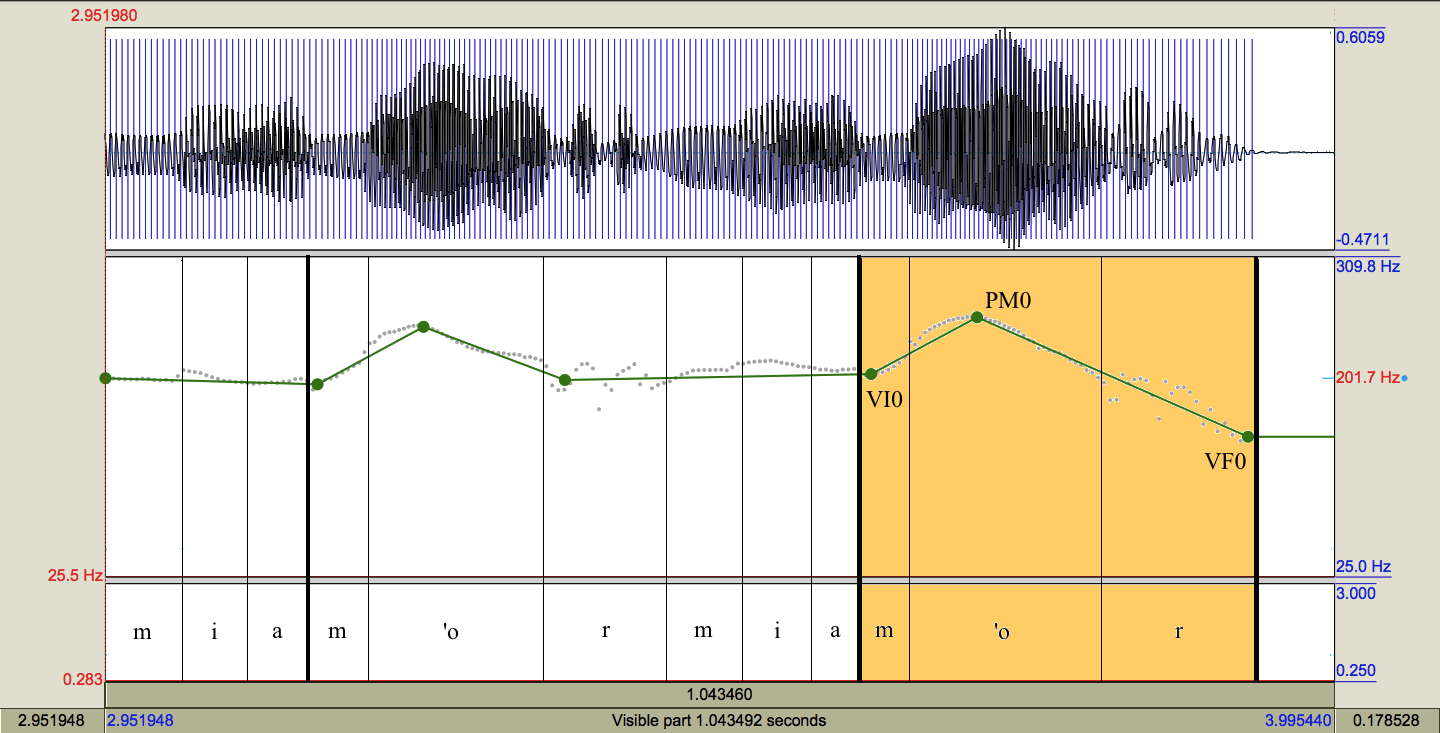 2.951980
0.6059
-0.4711
309.8 Hz
PM0
VI0
201.7 Hz
VF0
25.5 Hz
25.0 Hz
3.000
m i a m 'o r m i a m 'o r
0.250
0.283
1.043460
2.951948 2.951948 Visible part 1.043492 seconds 3.995440 0.178528